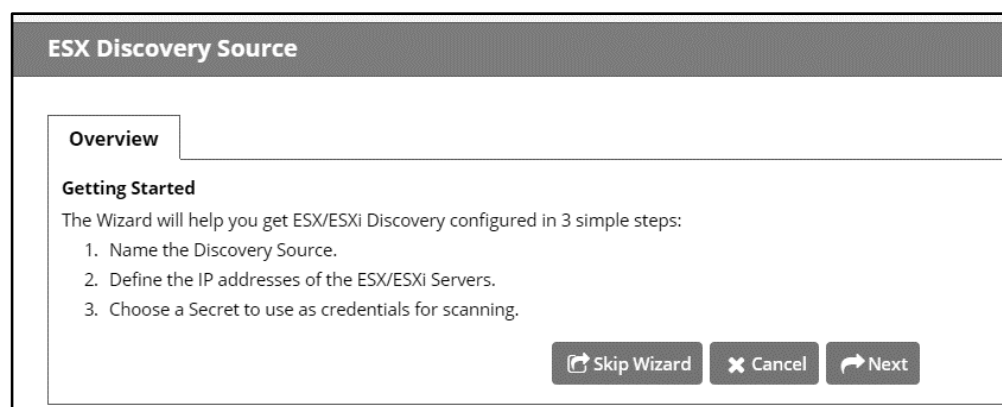 ESX Discovery Source
Overview
Getting Started
The Wizard will help you get ESX/ESXi Discovery configured in 3 simple steps:
1. Name the Discovery Source.
2. Define the IP addresses of the ESX/ESXi Servers.
3. Choose a Secret to use as credentials for scanning.
Skip Wizard Cancel Next